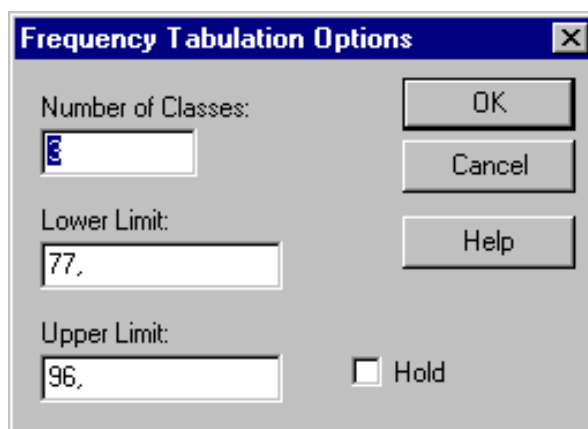 Frequency Tabulation Options
Number of Classes:
3
OK
Cancel
Lower Limit:
77,
Help
Upper Limit:
96,
Hold